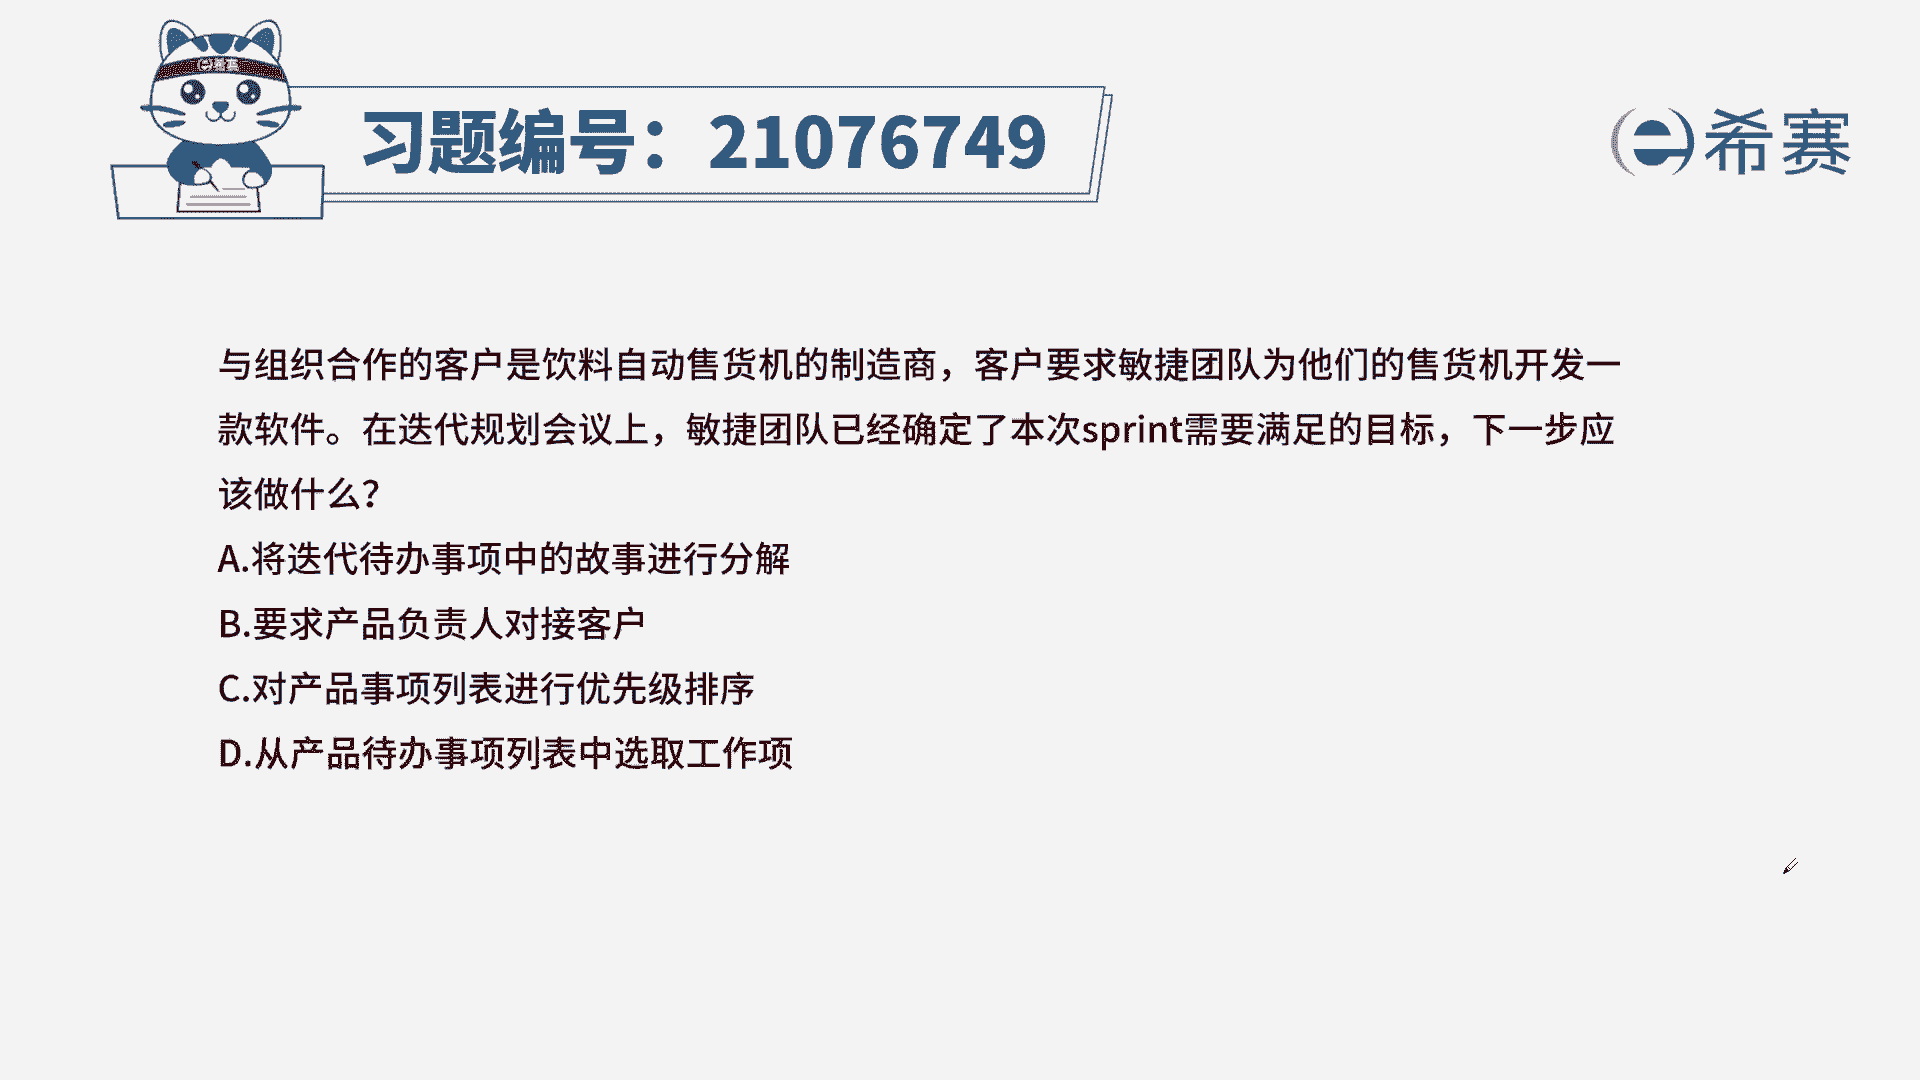 希赛
习题编号：21076749
希赛
与组织合作的客户是饮料自动售货机的制造商，客户要求敏捷团队为他们的售货机开发一
款软件。在迭代规划会议上，敏捷团队已经确定了本次sprint需要满足的目标，下一步应
该做什么？
A.将迭代待办事项中的故事进行分解
B.要求产品负责人对接客户
C.对产品事项列表进行优先级排序
D.从产品待办事项列表中选取工作项